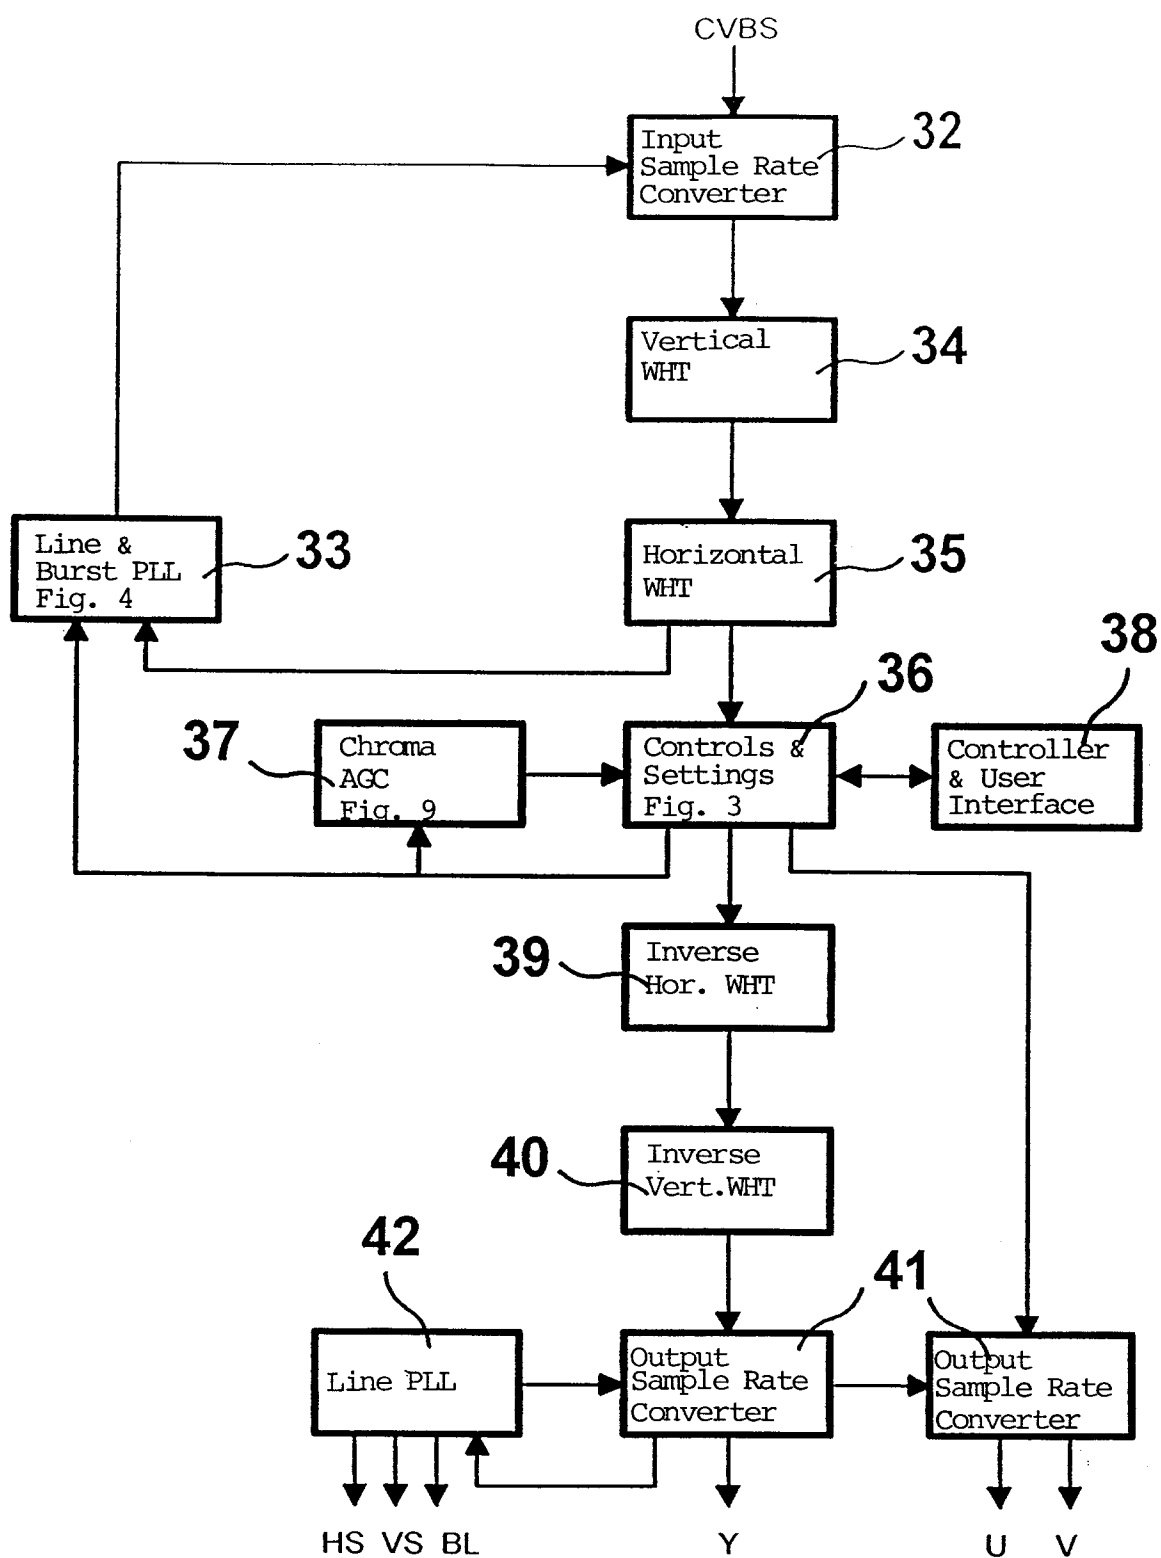 CVBS
Input
Sample Rate
Converter
32
Vertical
WHT
34
Line &
Burst PLL
Fig. 4
33
Horizontal
WHT
35
37
Chroma
AGC
Fig. 9
Controls &
Settings
Fig. 3
36
38
Controller
& User
Interface
39
Inverse
Hor. WHT
40
Inverse
Vert.WHT
42
Line PLL
41
Output
Sample Rate
Converter
Output
Sample Rate
Converter
HS VS BL
Y
U V